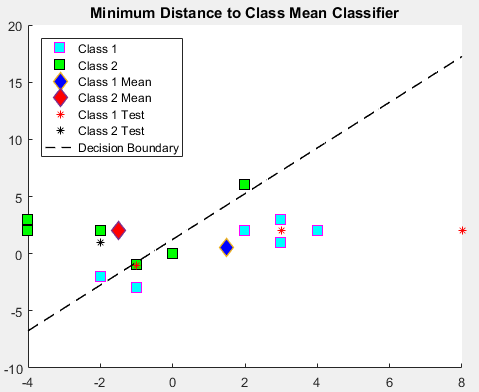 Minimum Distance to Class Mean Classifier
20
15
10
5
0
-5
-10
Class 1
Class 2
Class 1 Mean
Class 2 Mean
Class 1 Test
Class 2 Test
Decision Boundary
-4
-2
0
2
4
6
8